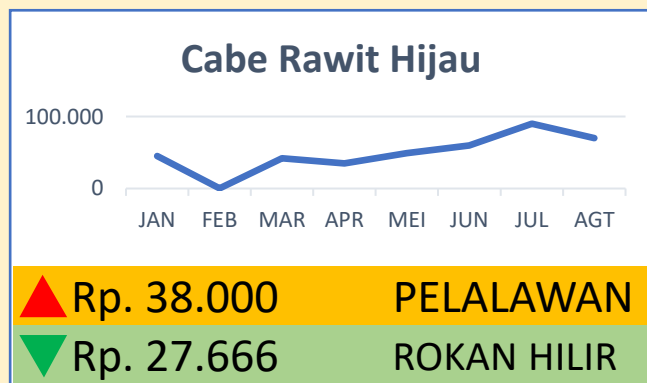 Cabe Rawit Hijau
100.000
0
JAN FEB MAR APR MEI JUN JUL AGT
Rp. 38.000 PELALAWAN
Rp. 27.666 ROKAN HILIR